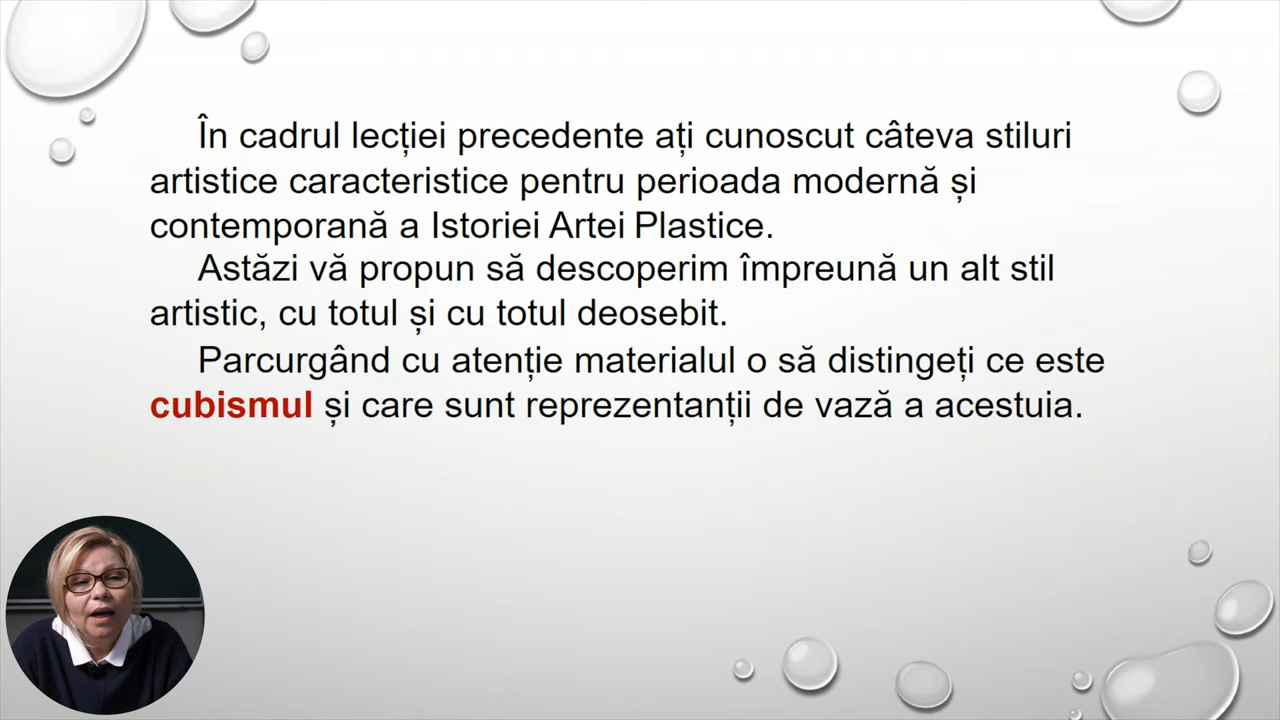 În cadrul lecției precedente ați cunoscut câteva stiluri
artistice caracteristice pentru perioada modernă și
contemporană a Istoriei Artei Plastice.
Astăzi vă propun să descoperim împreună un alt stil
artistic, cu totul și cu totul deosebit.
Parcurgând cu atenție materialul o să distingeți ce este
cubismul și care sunt reprezentanții de vază a acestuia.